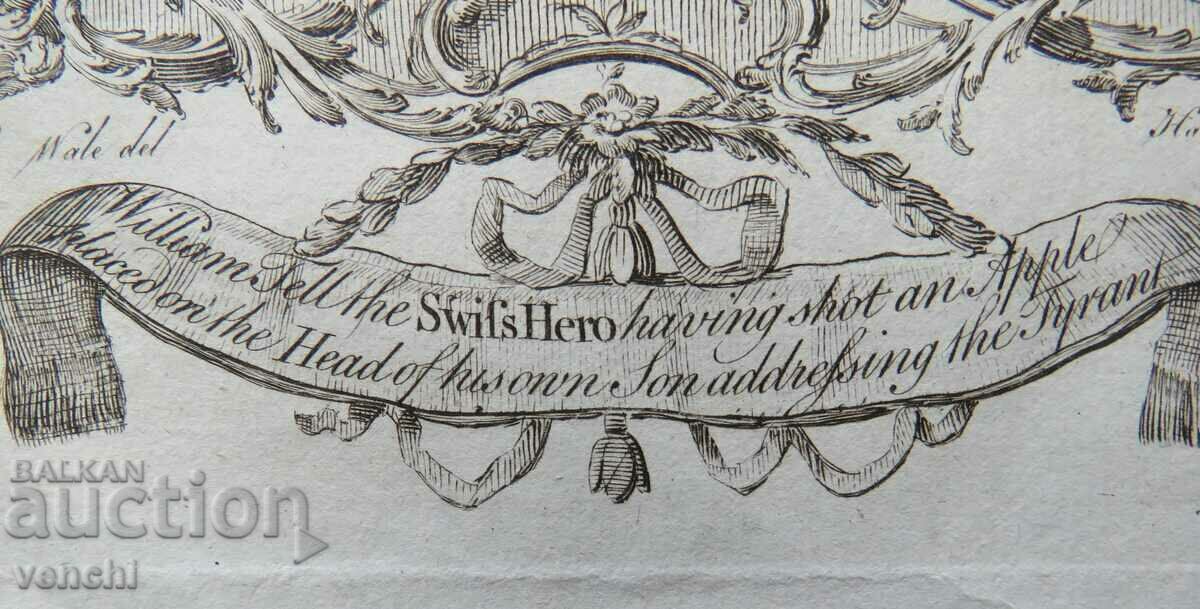 Wale del
William Tell the Swiſs Hero having shot an Apple
placed on the Head of his own Son addreſsing the Tyrant
BALKAN
auction
venchi